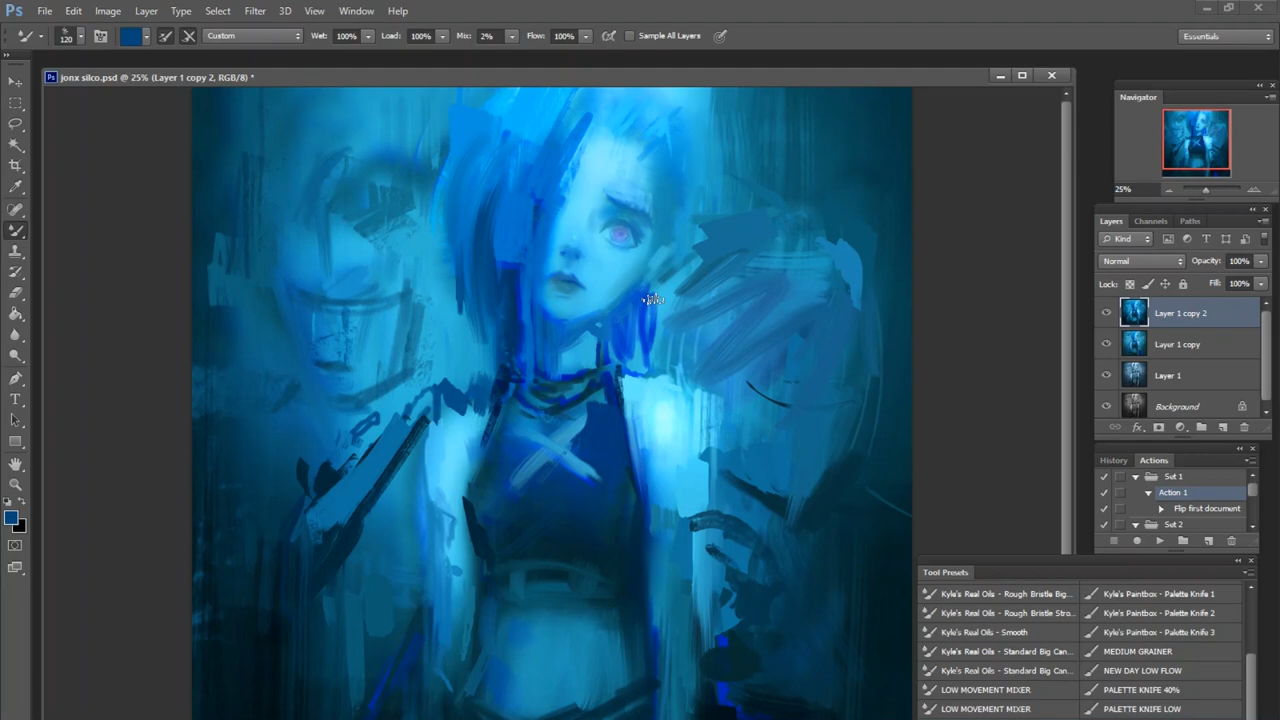 Ps File Edit Image Layer Type Select Filter 3D View Window Help
120 Custom Wet: 100% Load: 100% Mix: 2% Flow: 100% Sample All Layers Essentials
Ps jonx silco.psd @ 25% (Layer 1 copy 2, RGB/8) *
Navigator
25%
Layers Channels Paths
Kind
Normal Opacity: 100%
Lock: Fill: 100%
Layer 1 copy 2
Layer 1 copy
Layer 1
Background
fx
History Actions
Set 1
Action 1
Flip first document
Set 2
Tool Presets
Kyle's Real Oils - Rough Bristle Big... Kyle's Paintbox - Palette Knife 1
Kyle's Real Oils - Rough Bristle Stro... Kyle's Paintbox - Palette Knife 2
Kyle's Real Oils - Smooth Kyle's Paintbox - Palette Knife 3
Kyle's Real Oils - Standard Big Can... MEDIUM GRAINER
Kyle's Real Oils - Standard Big Can... NEW DAY LOW FLOW
LOW MOVEMENT MIXER PALETTE KNIFE 40%
LOW MOVEMENT MIXER PALETTE KNIFE LOW